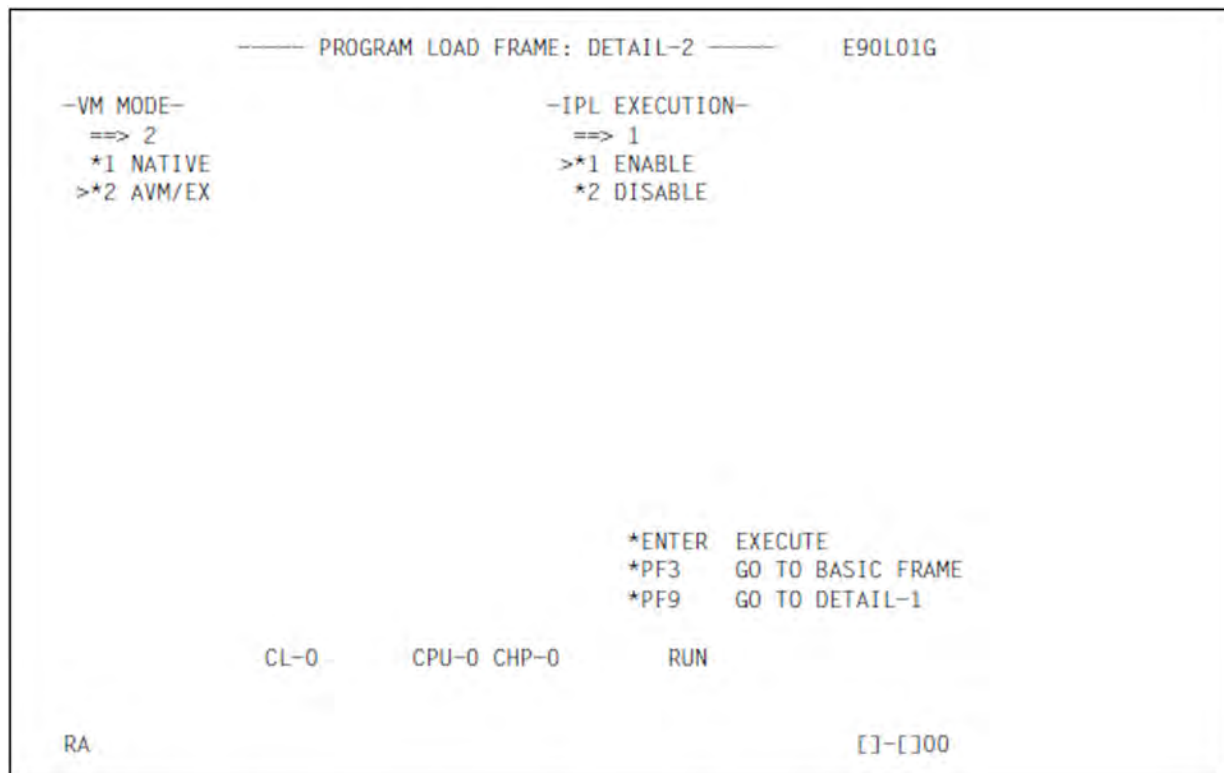 ---- PROGRAM LOAD FRAME: DETAIL-2 ---- E90L01G
-VM MODE- -IPL EXECUTION-
==> 2 ==> 1
*1 NATIVE >*1 ENABLE
>*2 AVM/EX *2 DISABLE
*ENTER EXECUTE
*PF3 GO TO BASIC FRAME
*PF9 GO TO DETAIL-1
CL-0 CPU-0 CHP-0 RUN
RA []-[]00